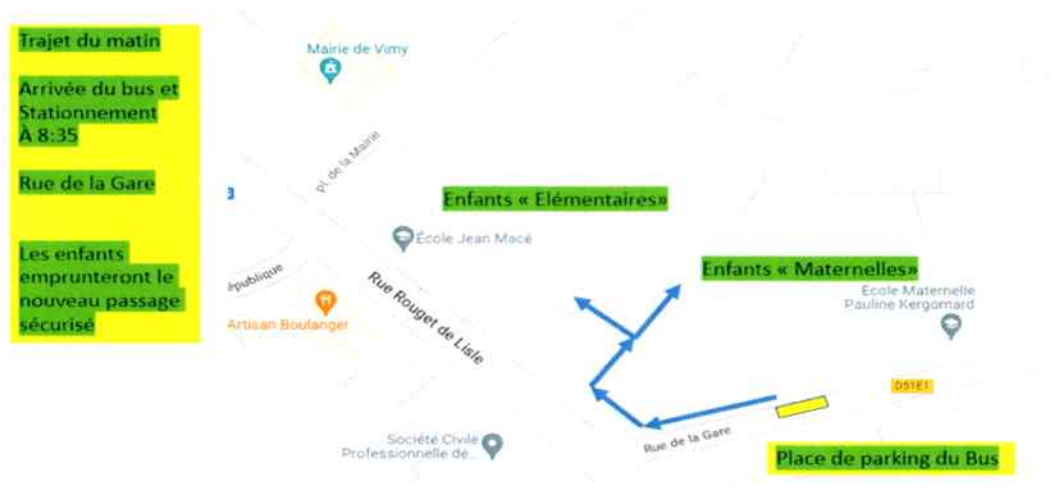 Trajet du matin
Arrivée du bus et
Stationnement
À 8:35
Rue de la Gare
Les enfants
emprunteront le
nouveau passage
sécurisé
Mairie de Vimy
Pl. de la Mairie
Enfants « Elémentaires»
École Jean Macé
épublique
Rue Rouget de Lisle
Artisan Boulanger
Enfants « Maternelles»
Ecole Maternelle
Pauline Kergomard
D51E1
Société Civile
Professionnelle de...
Rue de la Gare
Place de parking du Bus